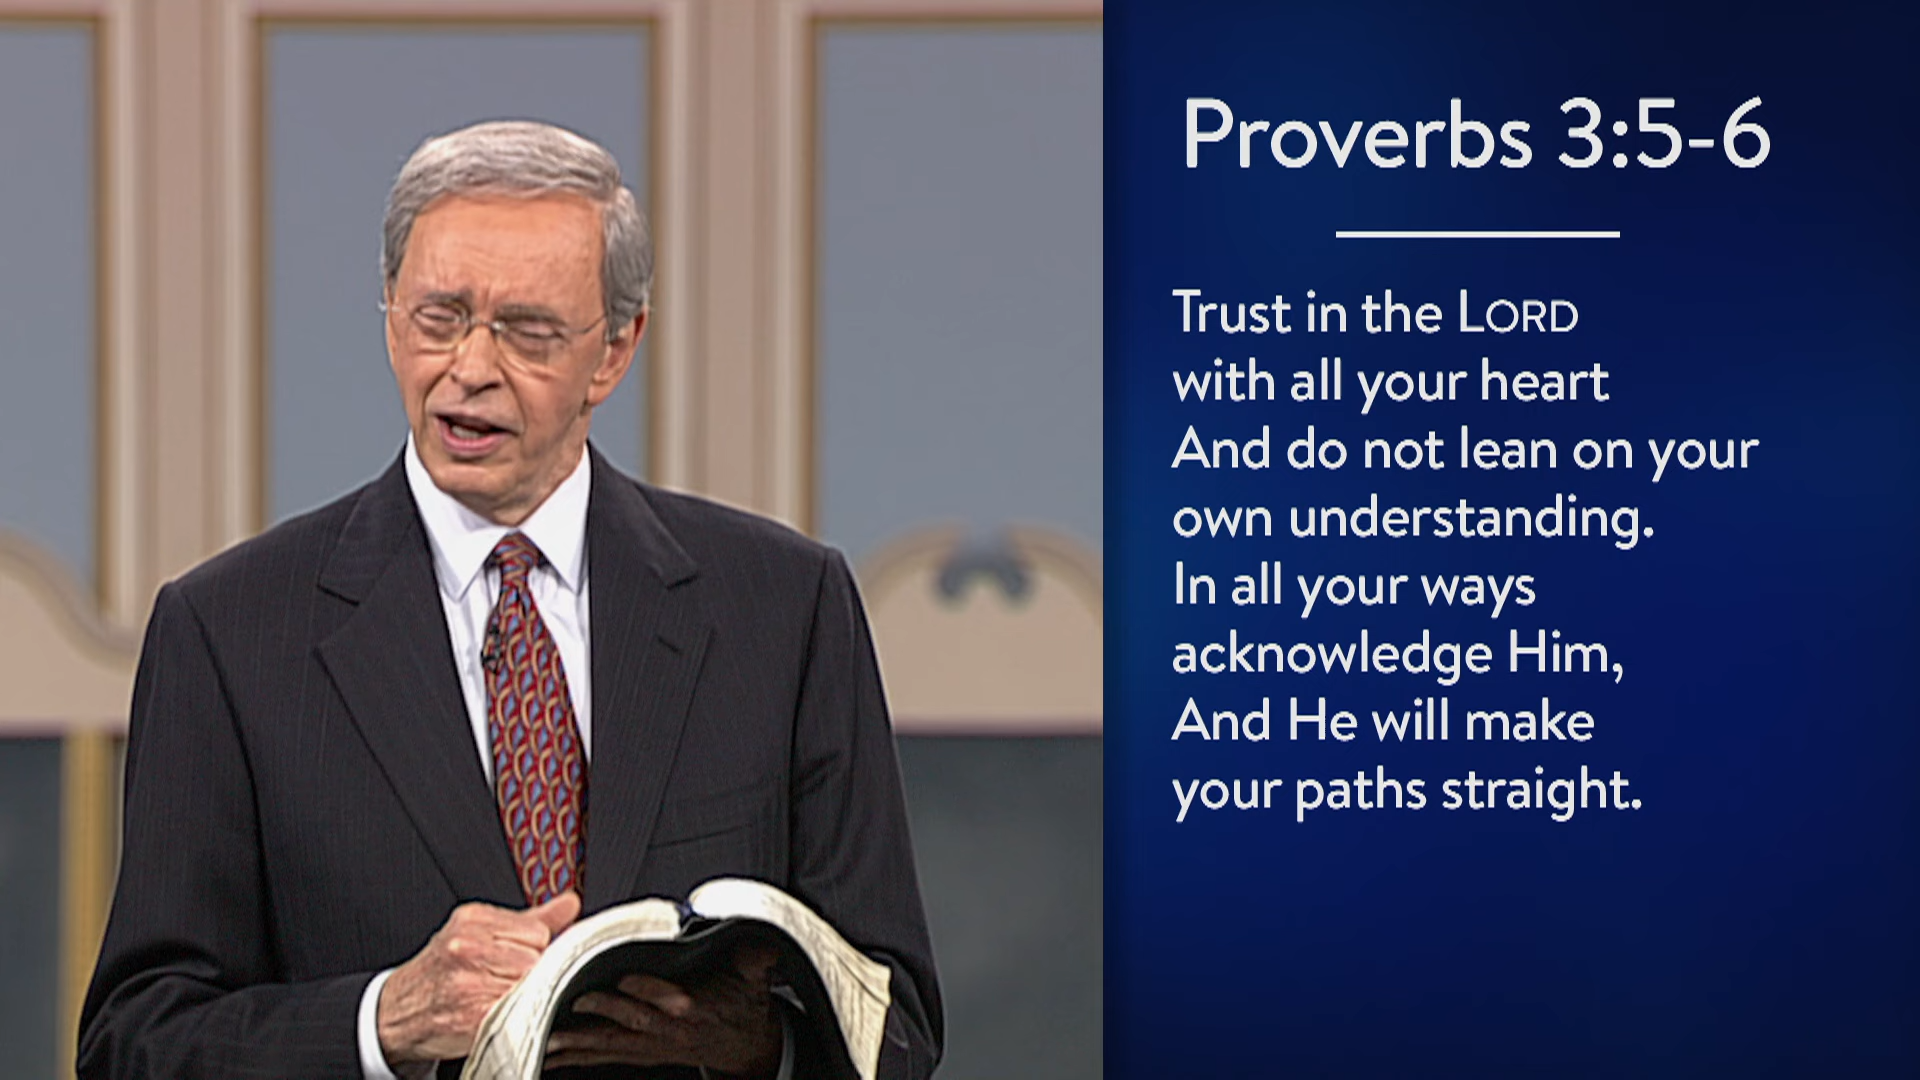 Proverbs 3:5-6
Trust in the LORD
with all your heart
And do not lean on your
own understanding.
In all your ways
acknowledge Him,
And He will make
your paths straight.